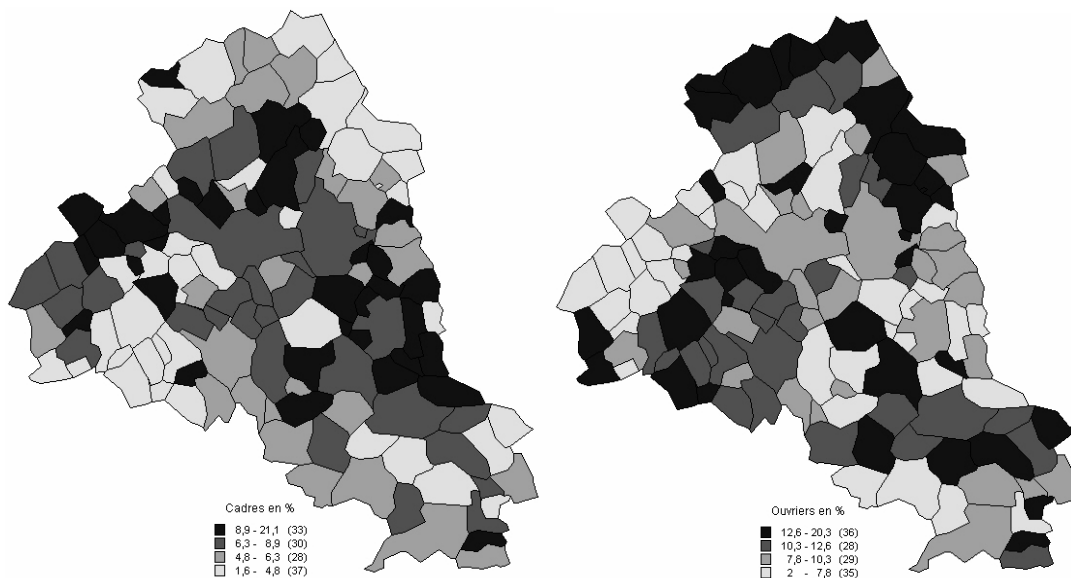 Cadres en %
8,9 - 21,1 (33)
6,3 - 8,9 (30)
4,8 - 6,3 (28)
1,6 - 4,8 (37)
Ouvriers en %
12,6 - 20,3 (36)
10,3 - 12,6 (28)
7,8 - 10,3 (29)
2 - 7,8 (35)